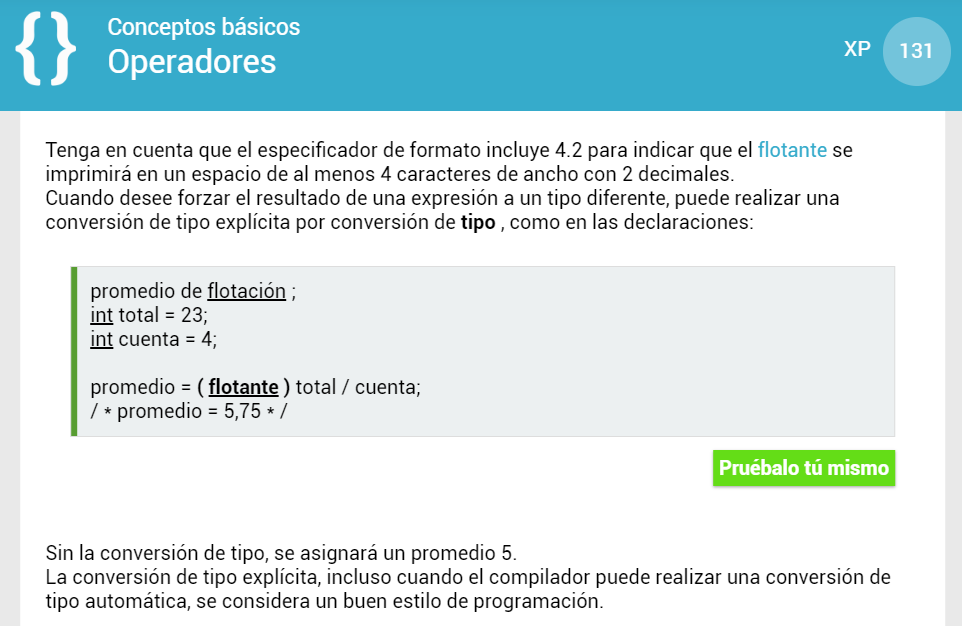 {}
Conceptos básicos
Operadores
XP 131
Tenga en cuenta que el especificador de formato incluye 4.2 para indicar que el flotante se
imprimirá en un espacio de al menos 4 caracteres de ancho con 2 decimales.
Cuando desee forzar el resultado de una expresión a un tipo diferente, puede realizar una
conversión de tipo explícita por conversión de tipo , como en las declaraciones:
promedio de flotación ;
int total = 23;
int cuenta = 4;
promedio = ( flotante ) total / cuenta;
/ * promedio = 5,75 * /
Pruébalo tú mismo
Sin la conversión de tipo, se asignará un promedio 5.
La conversión de tipo explícita, incluso cuando el compilador puede realizar una conversión de
tipo automática, se considera un buen estilo de programación.